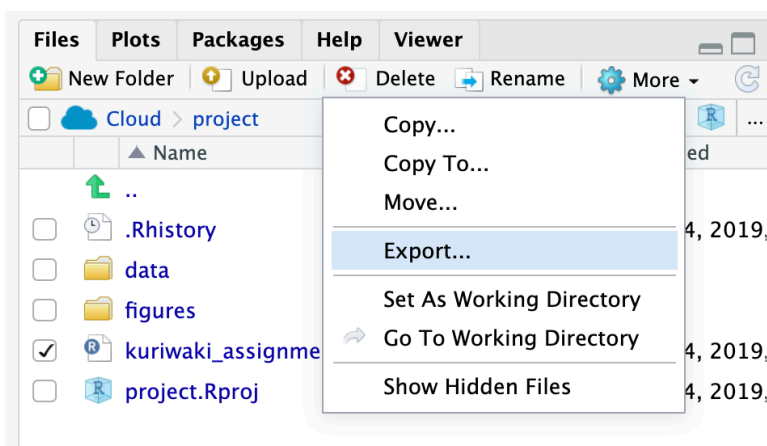 Files Plots Packages Help Viewer
New Folder Upload Delete Rename More
Cloud > project ...
Name ed
..
.Rhistory 4, 2019,
data
figures
kuriwaki_assignme 4, 2019,
project.Rproj 4, 2019,
Copy...
Copy To...
Move...
Export...
Set As Working Directory
Go To Working Directory
Show Hidden Files